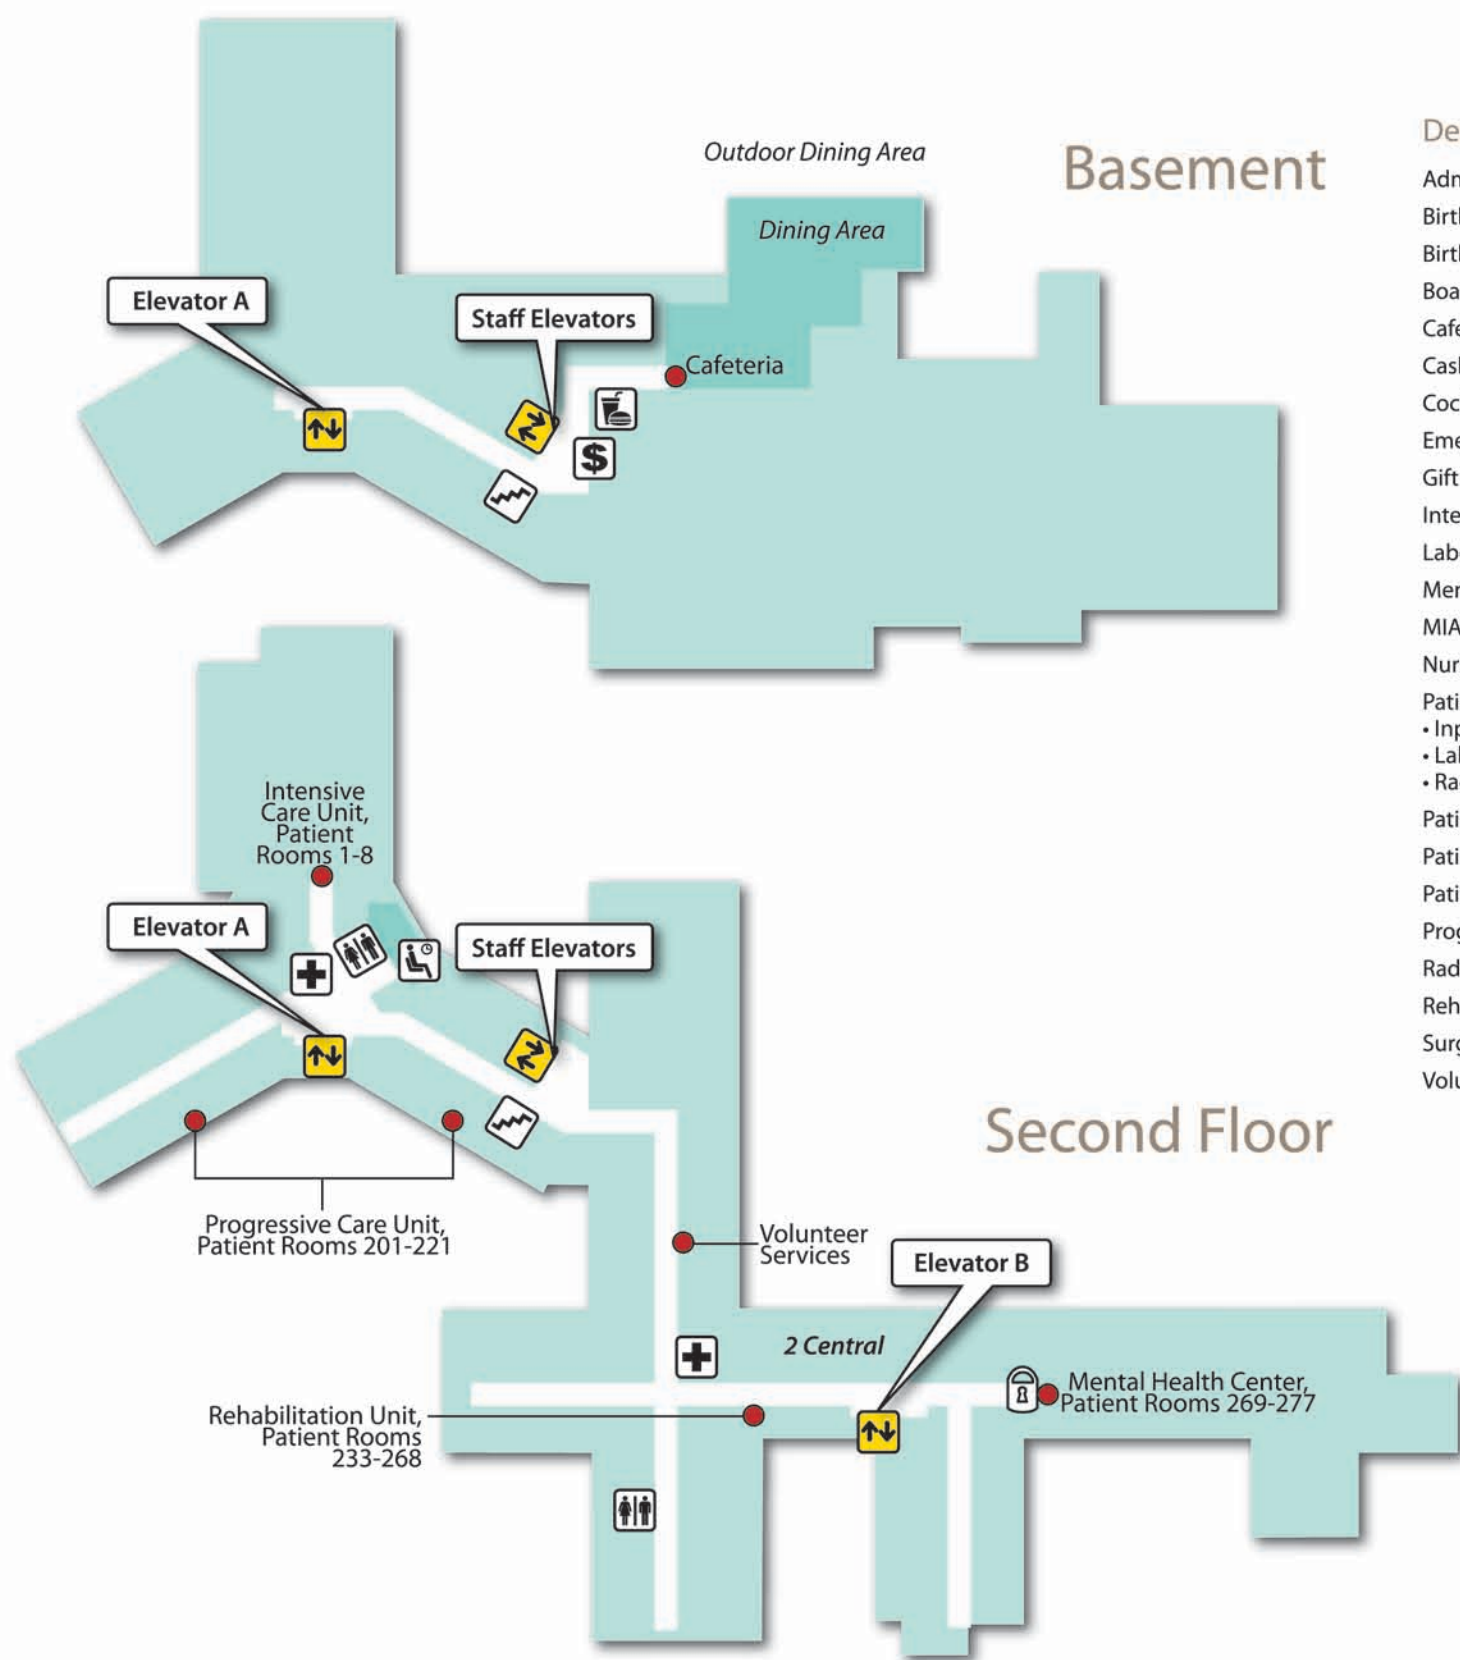 Outdoor Dining Area
Basement
Dining Area
Elevator A
Staff Elevators
Cafeteria
$
Intensive
Care Unit,
Patient
Rooms 1-8
Elevator A
Staff Elevators
Second Floor
Progressive Care Unit,
Patient Rooms 201-221
Volunteer
Services
Elevator B
2 Central
Mental Health Center,
Patient Rooms 269-277
Rehabilitation Unit,
Patient Rooms
233-268